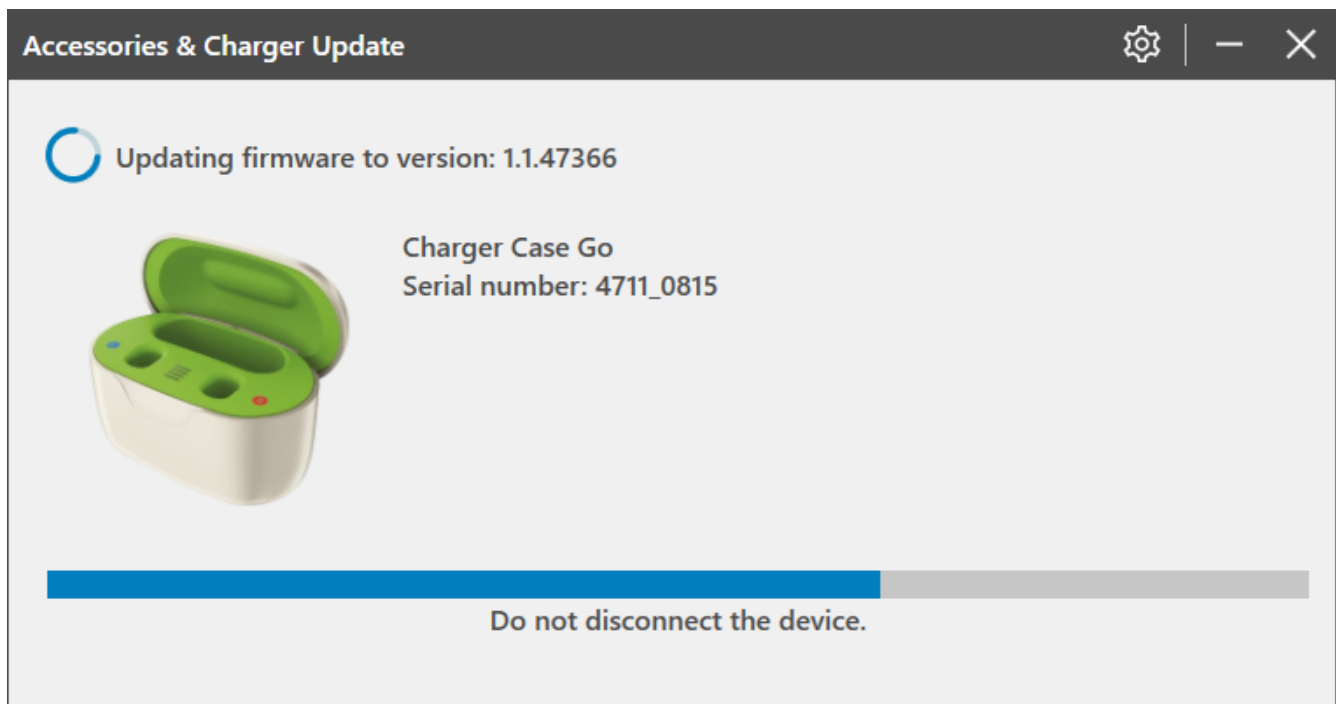 Accessories & Charger Update
Updating firmware to version: 1.1.47366
Charger Case Go
Serial number: 4711_0815
Do not disconnect the device.